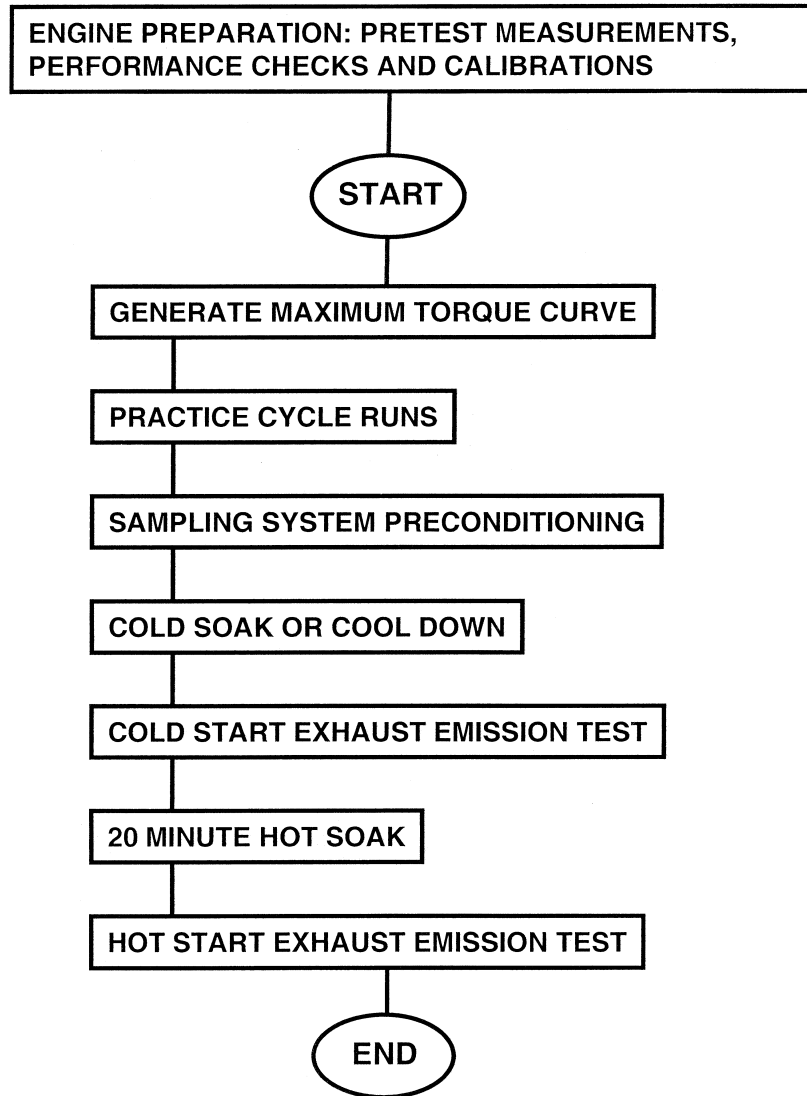 ENGINE PREPARATION: PRETEST MEASUREMENTS,
PERFORMANCE CHECKS AND CALIBRATIONS
START
GENERATE MAXIMUM TORQUE CURVE
PRACTICE CYCLE RUNS
SAMPLING SYSTEM PRECONDITIONING
COLD SOAK OR COOL DOWN
COLD START EXHAUST EMISSION TEST
20 MINUTE HOT SOAK
HOT START EXHAUST EMISSION TEST
END